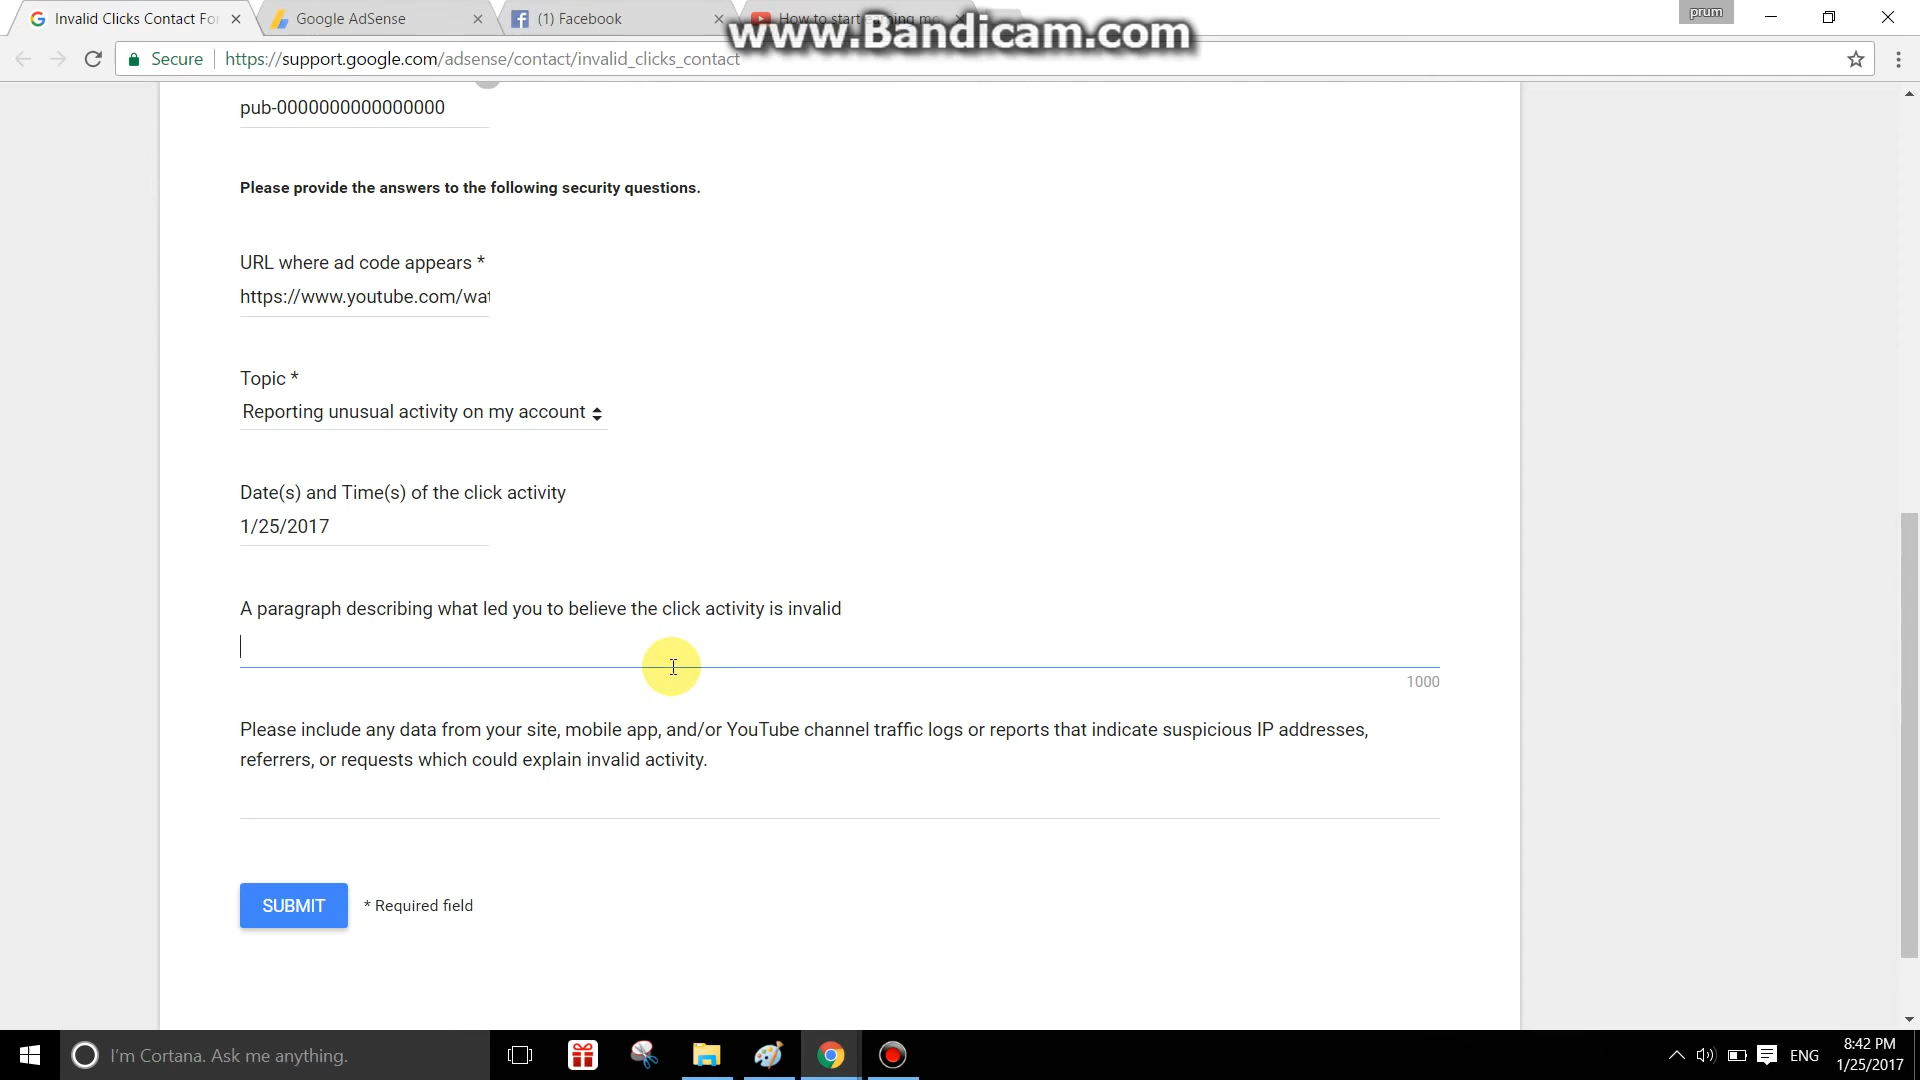 Invalid Clicks Contact Fo
Google AdSense
(1) Facebook
How to start earning mo
prum
www.Bandicam.com
Secure
https://support.google.com/adsense/contact/invalid_clicks_contact
pub-0000000000000000
Please provide the answers to the following security questions.
URL where ad code appears *
https://www.youtube.com/wat
Topic *
Reporting unusual activity on my account
Date(s) and Time(s) of the click activity
1/25/2017
A paragraph describing what led you to believe the click activity is invalid
1000
Please include any data from your site, mobile app, and/or YouTube channel traffic logs or reports that indicate suspicious IP addresses,
referrers, or requests which could explain invalid activity.
SUBMIT
* Required field
I'm Cortana. Ask me anything.
ENG
8:42 PM
1/25/2017